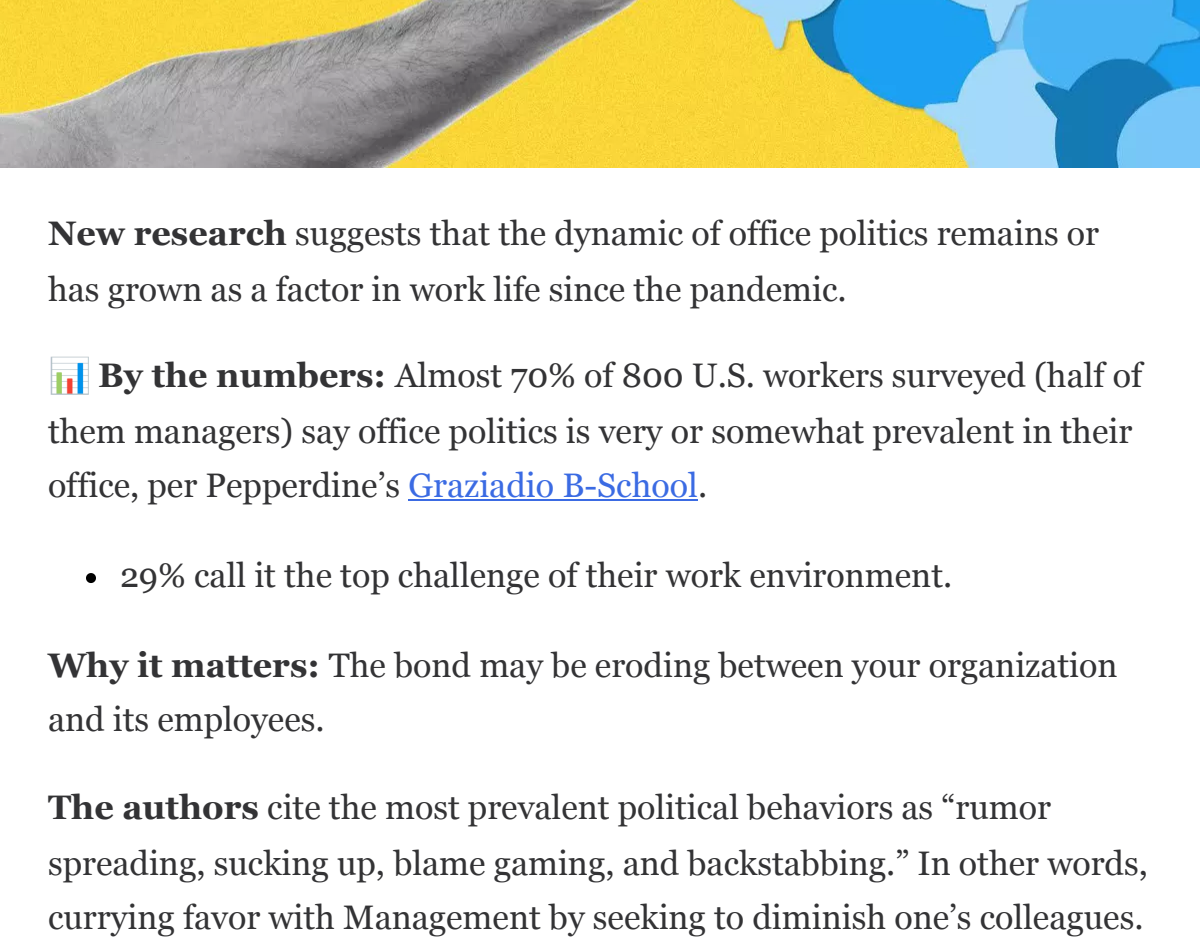 New research suggests that the dynamic of office politics remains or
has grown as a factor in work life since the pandemic.
📊 By the numbers: Almost 70% of 800 U.S. workers surveyed (half of
them managers) say office politics is very or somewhat prevalent in their
office, per Pepperdine’s Graziadio B-School.
• 29% call it the top challenge of their work environment.
Why it matters: The bond may be eroding between your organization
and its employees.
The authors cite the most prevalent political behaviors as “rumor
spreading, sucking up, blame gaming, and backstabbing.” In other words,
currying favor with Management by seeking to diminish one’s colleagues.